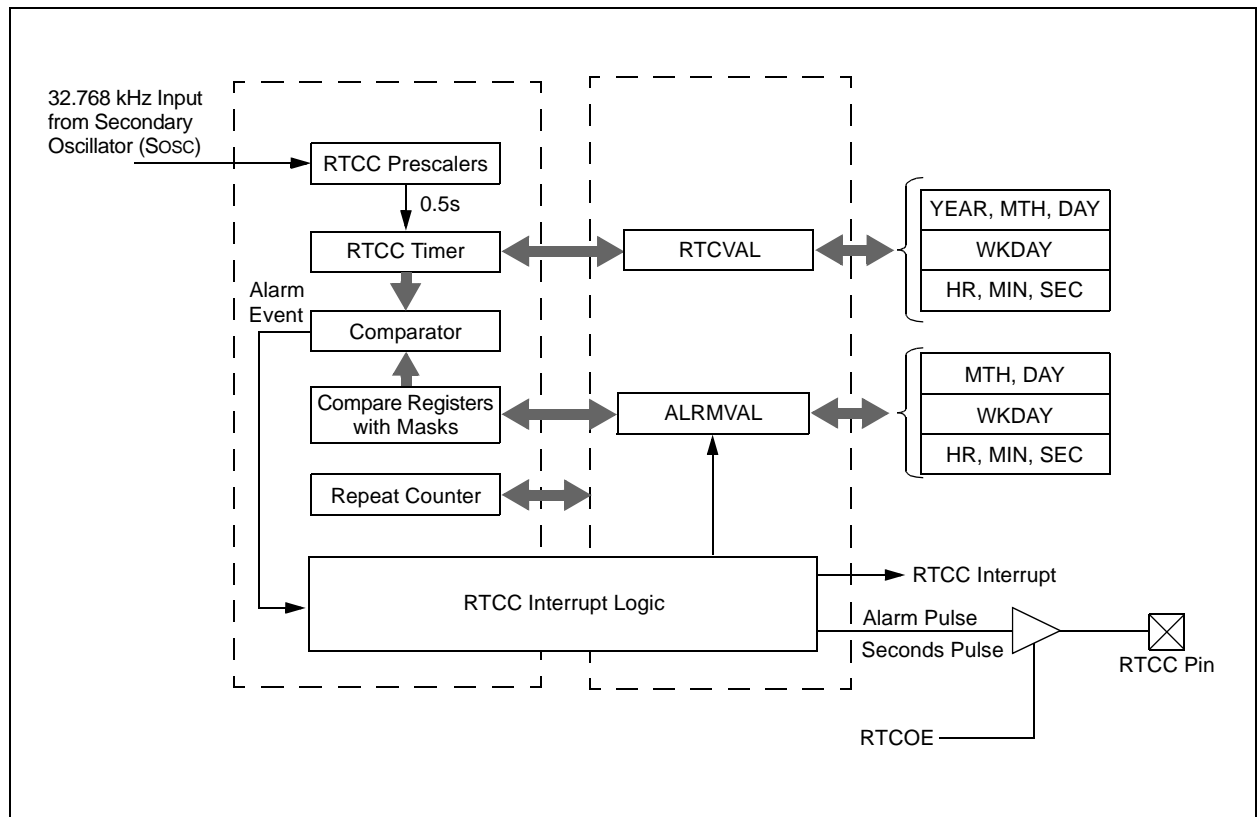 32.768 kHz Input
from Secondary
Oscillator (SOSC)
RTCC Prescalers
0.5s
RTCC Timer
RTCVAL
YEAR, MTH, DAY
WKDAY
HR, MIN, SEC
Alarm
Event
Comparator
Compare Registers
with Masks
ALRMVAL
MTH, DAY
WKDAY
HR, MIN, SEC
Repeat Counter
RTCC Interrupt Logic
RTCC Interrupt
Alarm Pulse
Seconds Pulse
RTCC Pin
RTCOE